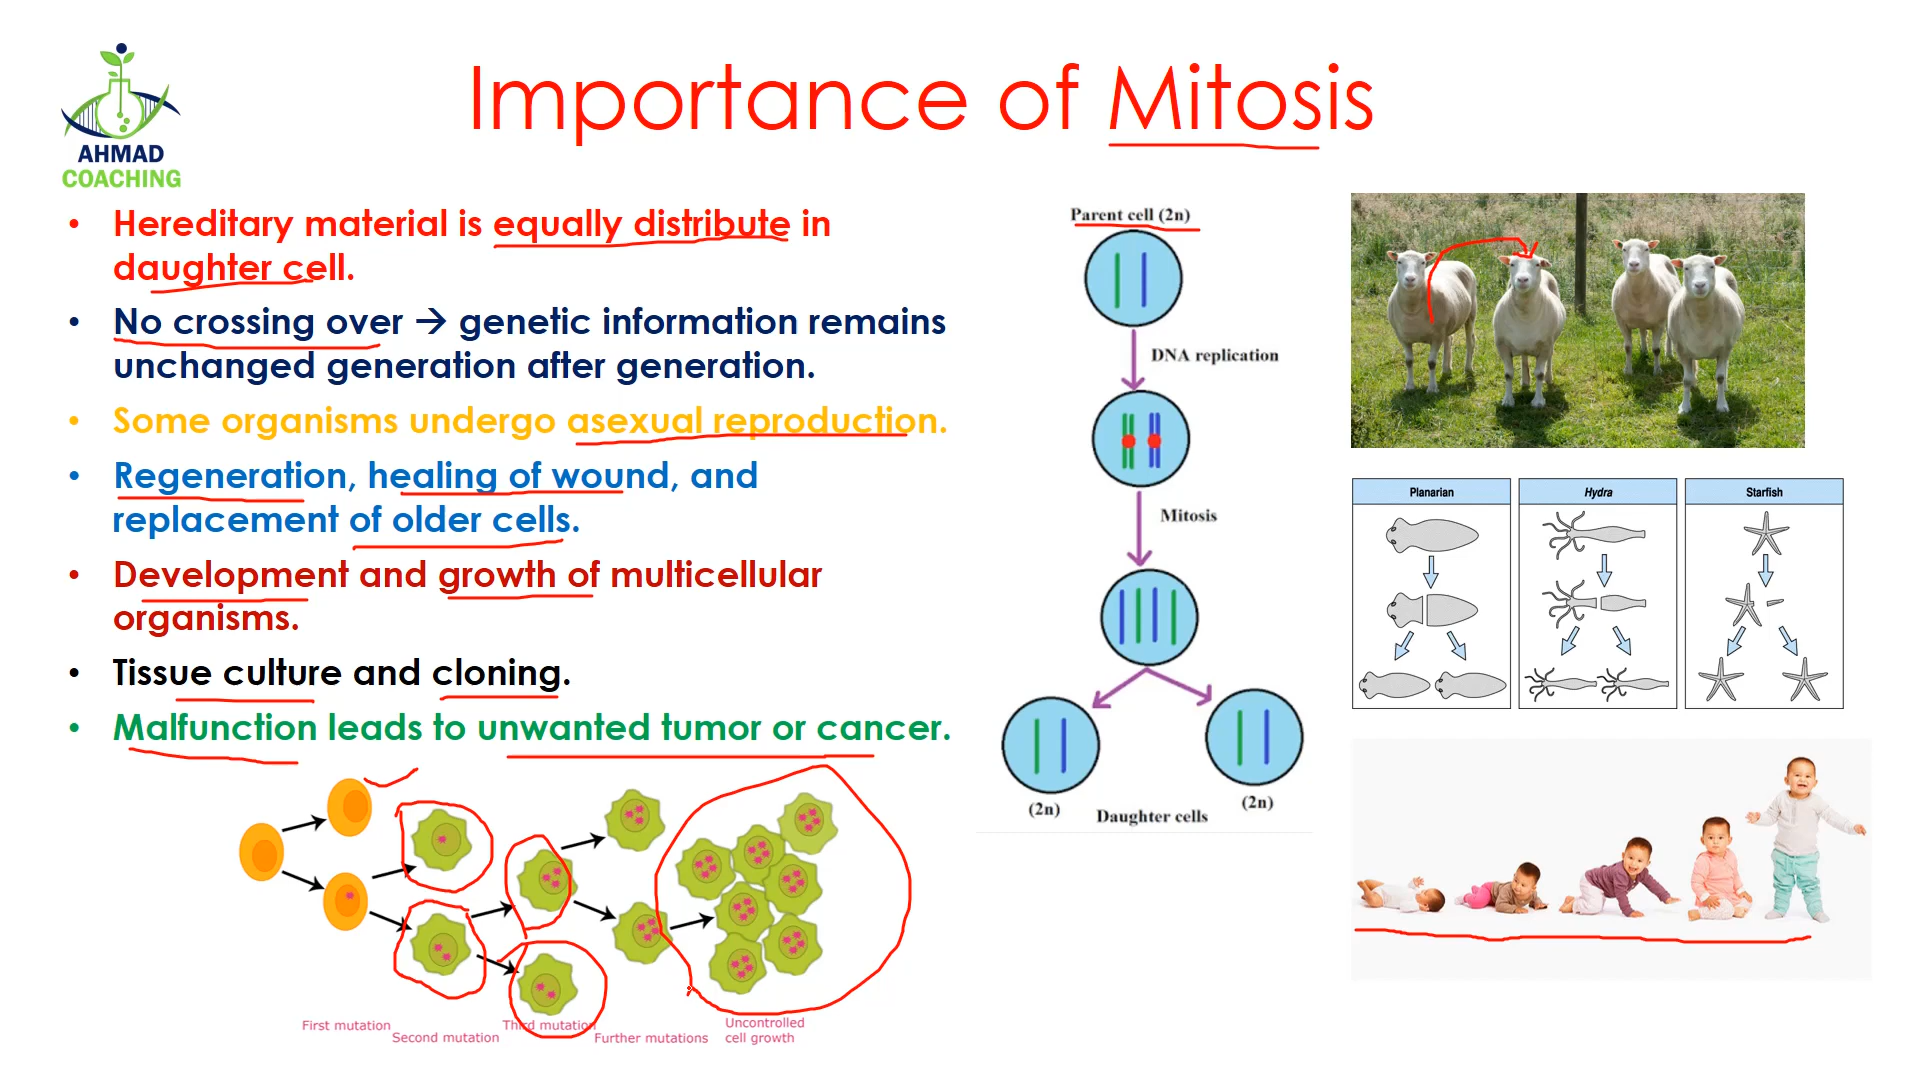 AHMAD
COACHING
Importance of Mitosis
• Hereditary material is equally distribute in
daughter cell.
• No crossing over → genetic information remains
unchanged generation after generation.
• Some organisms undergo asexual reproduction.
• Regeneration, healing of wound, and
replacement of older cells.
• Development and growth of multicellular
organisms.
• Tissue culture and cloning.
• Malfunction leads to unwanted tumor or cancer.
First mutation
Second mutation
Third mutation
Further mutations
Uncontrolled
cell growth
Parent cell (2n)
DNA replication
Mitosis
(2n)
(2n)
Daughter cells
Planarian
Hydra
Starfish